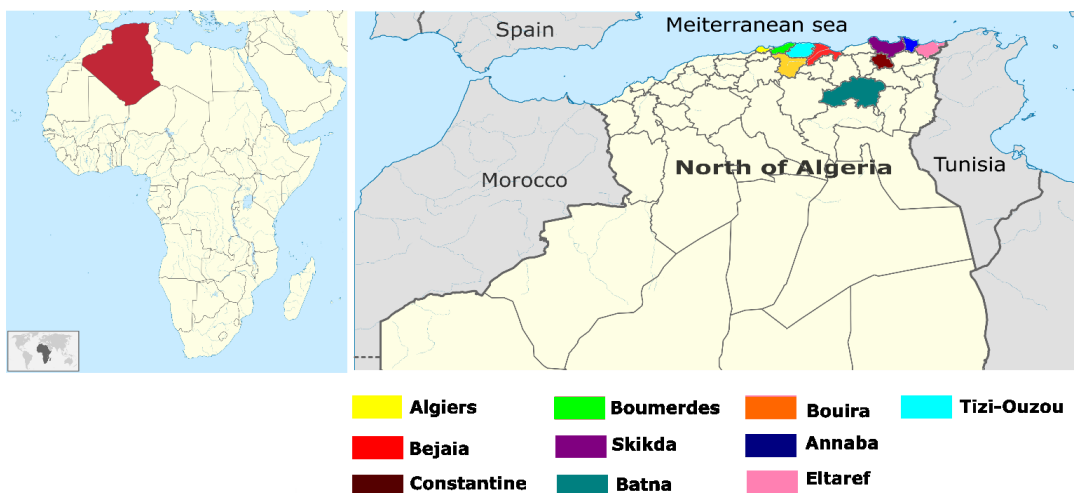 Spain
Meiterranean sea
Morocco
North of Algeria
Tunisia
Algiers
Boumerdes
Bouira
Tizi-Ouzou
Bejaia
Skikda
Annaba
Constantine
Batna
Eltaref